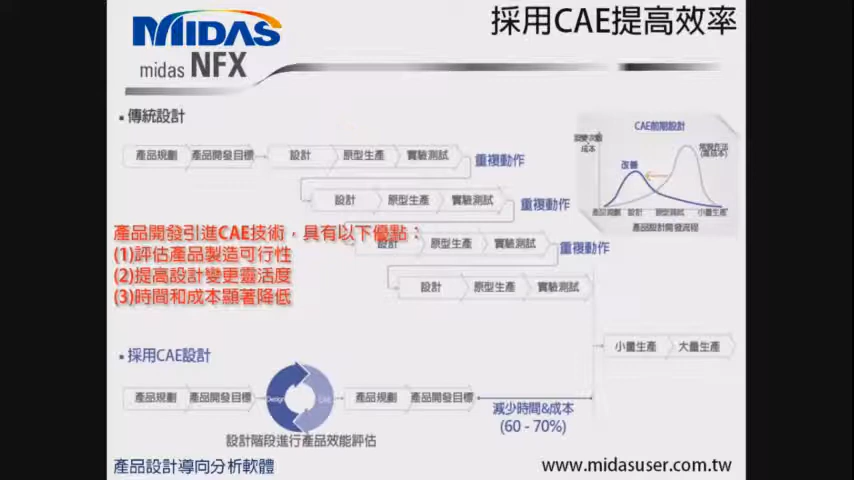 MIDAS
midas NFX
採用CAE提高效率
▪ 傳統設計
產品規劃 產品開發目標 設計 原型生產 實驗測試 重複動作
設計 原型生產 實驗測試 重複動作
設計 原型生產 實驗測試 重複動作
設計 原型生產 實驗測試
CAE前期設計
成本
改善
產品規劃 設計 原型測試 小量生產
產品設計開發流程
產品開發引進CAE技術，具有以下優點：
(1)評估產品製造可行性
(2)提高設計變更靈活度
(3)時間和成本顯著降低
小量生產 大量生產
▪ 採用CAE設計
產品規劃 產品開發目標 Design 產品規劃 產品開發目標
減少時間&成本
(60 - 70%)
設計階段進行產品效能評估
產品設計導向分析軟體
www.midasuser.com.tw